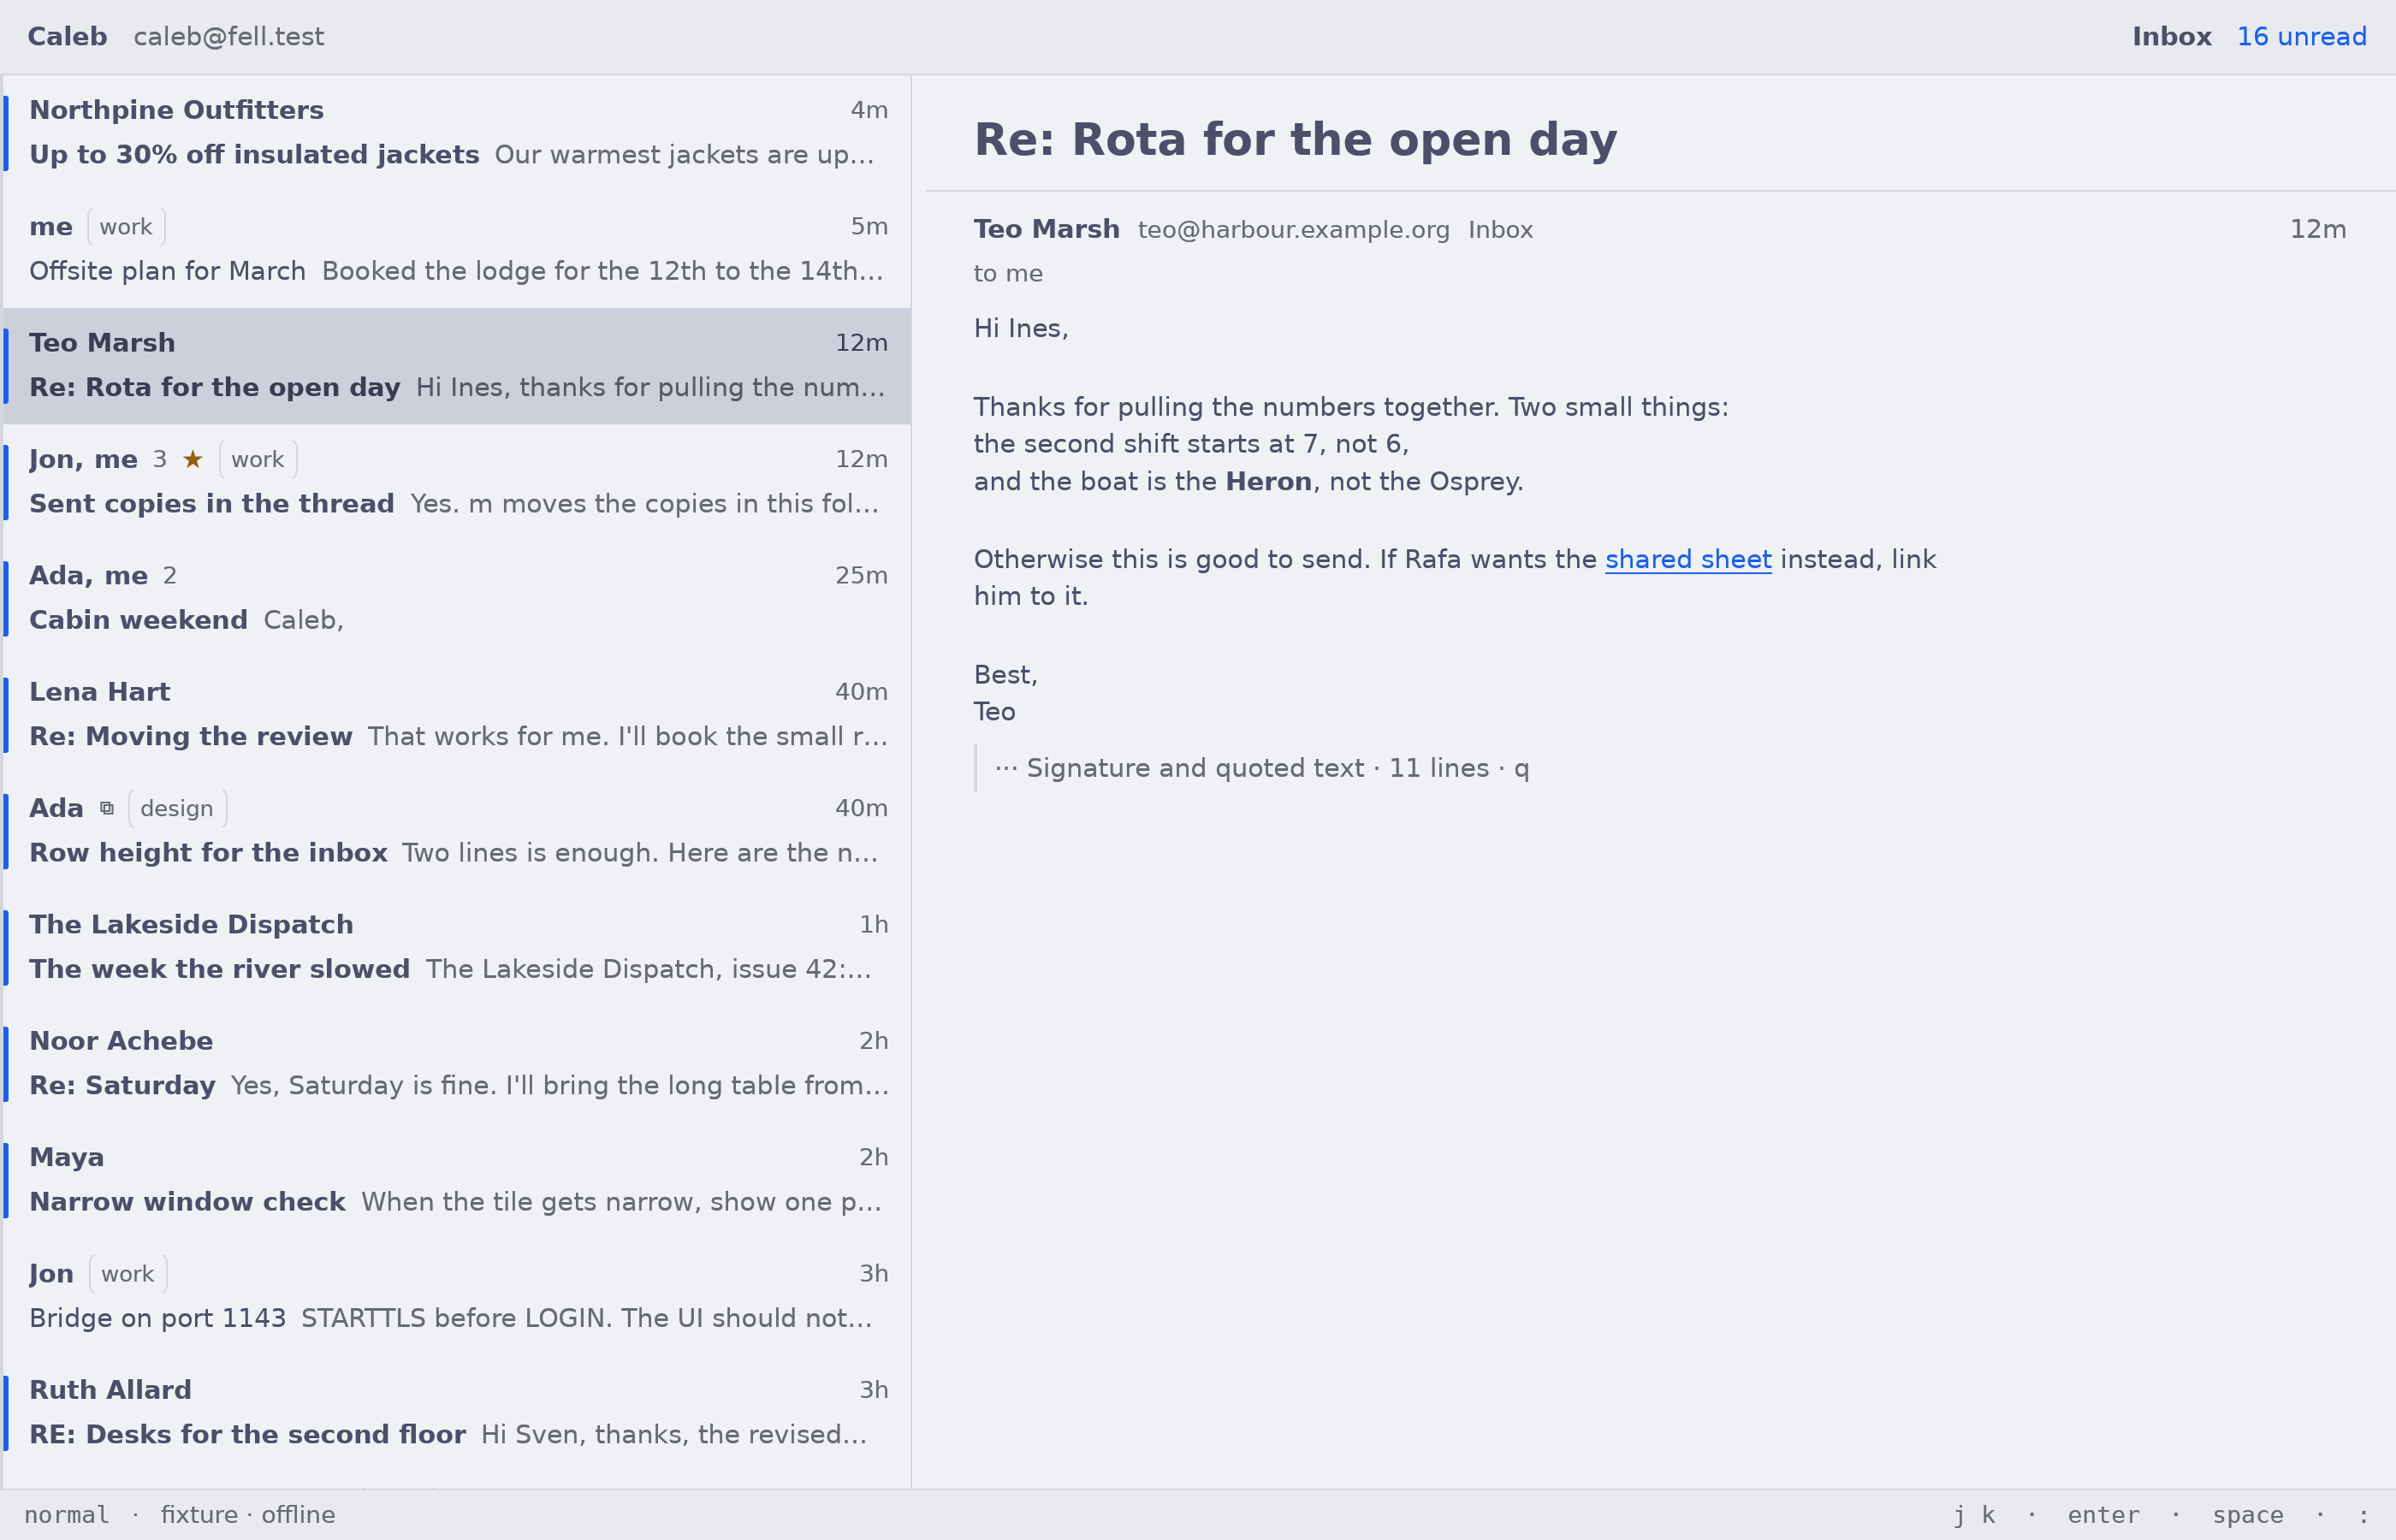 Caleb caleb@fell.test
Inbox 16 unread
Northpine Outfitters 4m
Up to 30% off insulated jackets Our warmest jackets are up…
me work 5m
Offsite plan for March Booked the lodge for the 12th to the 14th…
Teo Marsh 12m
Re: Rota for the open day Hi Ines, thanks for pulling the num…
Jon, me 3 ★ work 12m
Sent copies in the thread Yes. m moves the copies in this fol…
Ada, me 2 25m
Cabin weekend Caleb,
Lena Hart 40m
Re: Moving the review That works for me. I'll book the small r…
Ada design 40m
Row height for the inbox Two lines is enough. Here are the n…
The Lakeside Dispatch 1h
The week the river slowed The Lakeside Dispatch, issue 42:…
Noor Achebe 2h
Re: Saturday Yes, Saturday is fine. I'll bring the long table from…
Maya 2h
Narrow window check When the tile gets narrow, show one p…
Jon work 3h
Bridge on port 1143 STARTTLS before LOGIN. The UI should not…
Ruth Allard 3h
RE: Desks for the second floor Hi Sven, thanks, the revised…
Re: Rota for the open day
Teo Marsh teo@harbour.example.org Inbox 12m
to me
Hi Ines,
Thanks for pulling the numbers together. Two small things:
the second shift starts at 7, not 6,
and the boat is the Heron, not the Osprey.
Otherwise this is good to send. If Rafa wants the shared sheet instead, link
him to it.
Best,
Teo
··· Signature and quoted text · 11 lines · q
normal · fixture · offline
j k · enter · space · :